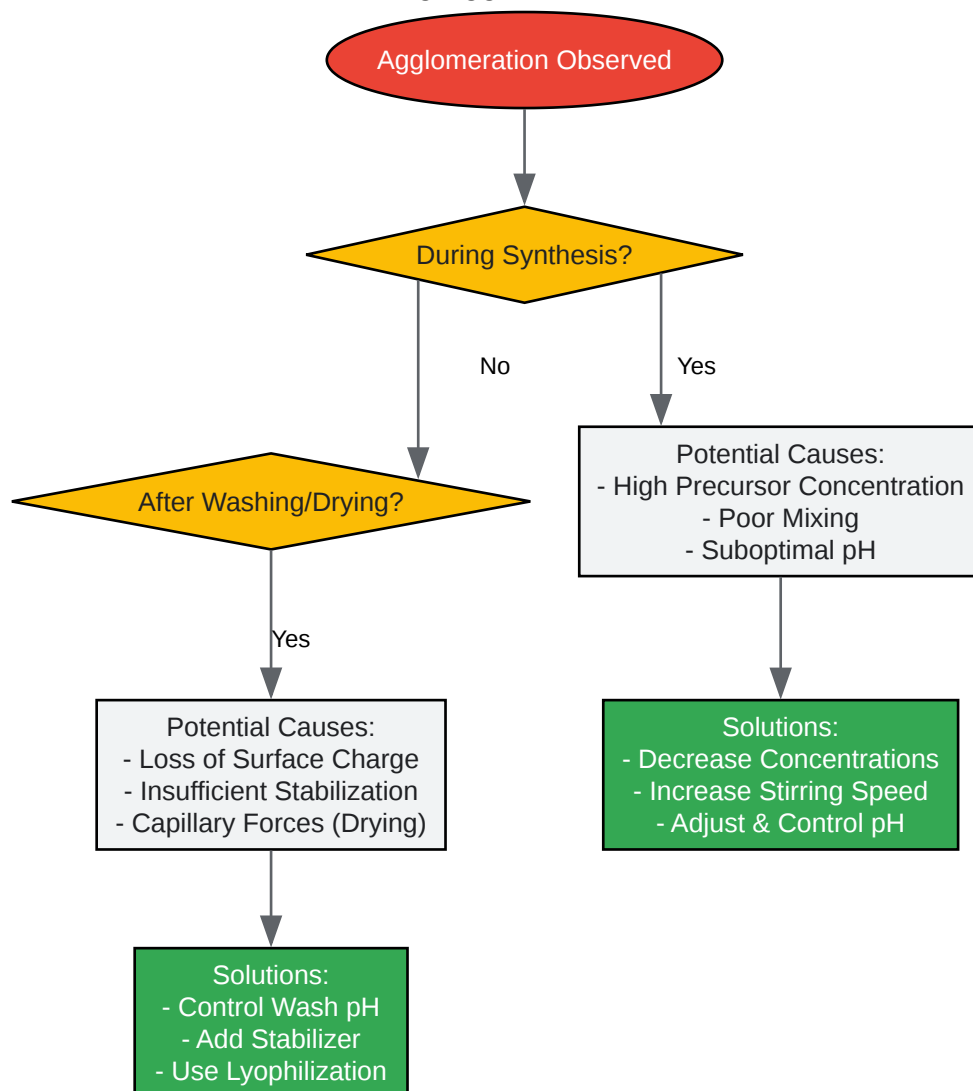 Agglomeration Observed
During Synthesis?
No
Yes
After Washing/Drying?
Potential Causes:
- High Precursor Concentration
- Poor Mixing
- Suboptimal pH
Yes
Potential Causes:
- Loss of Surface Charge
- Insufficient Stabilization
- Capillary Forces (Drying)
Solutions:
- Decrease Concentrations
- Increase Stirring Speed
- Adjust & Control pH
Solutions:
- Control Wash pH
- Add Stabilizer
- Use Lyophilization